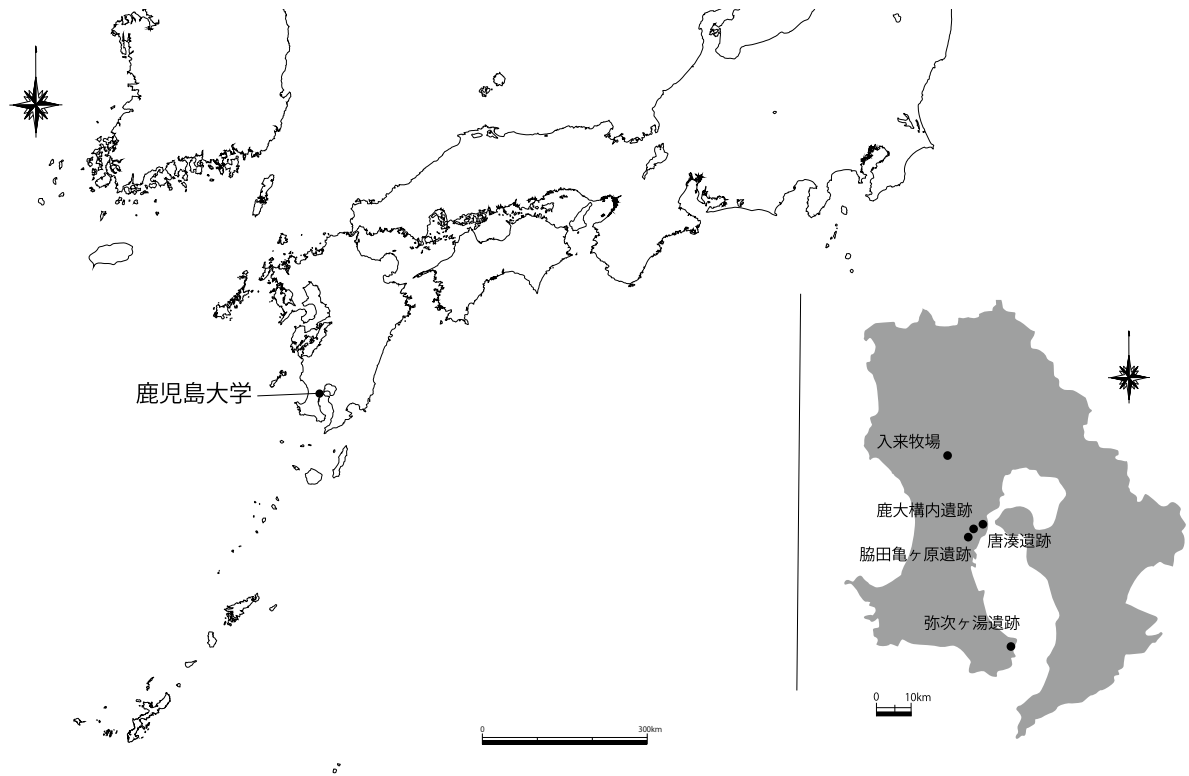 鹿児島大学
入来牧場
鹿大構内遺跡
唐湊遺跡
脇田亀ヶ原遺跡
弥次ヶ湯遺跡
0 10km
0 300km